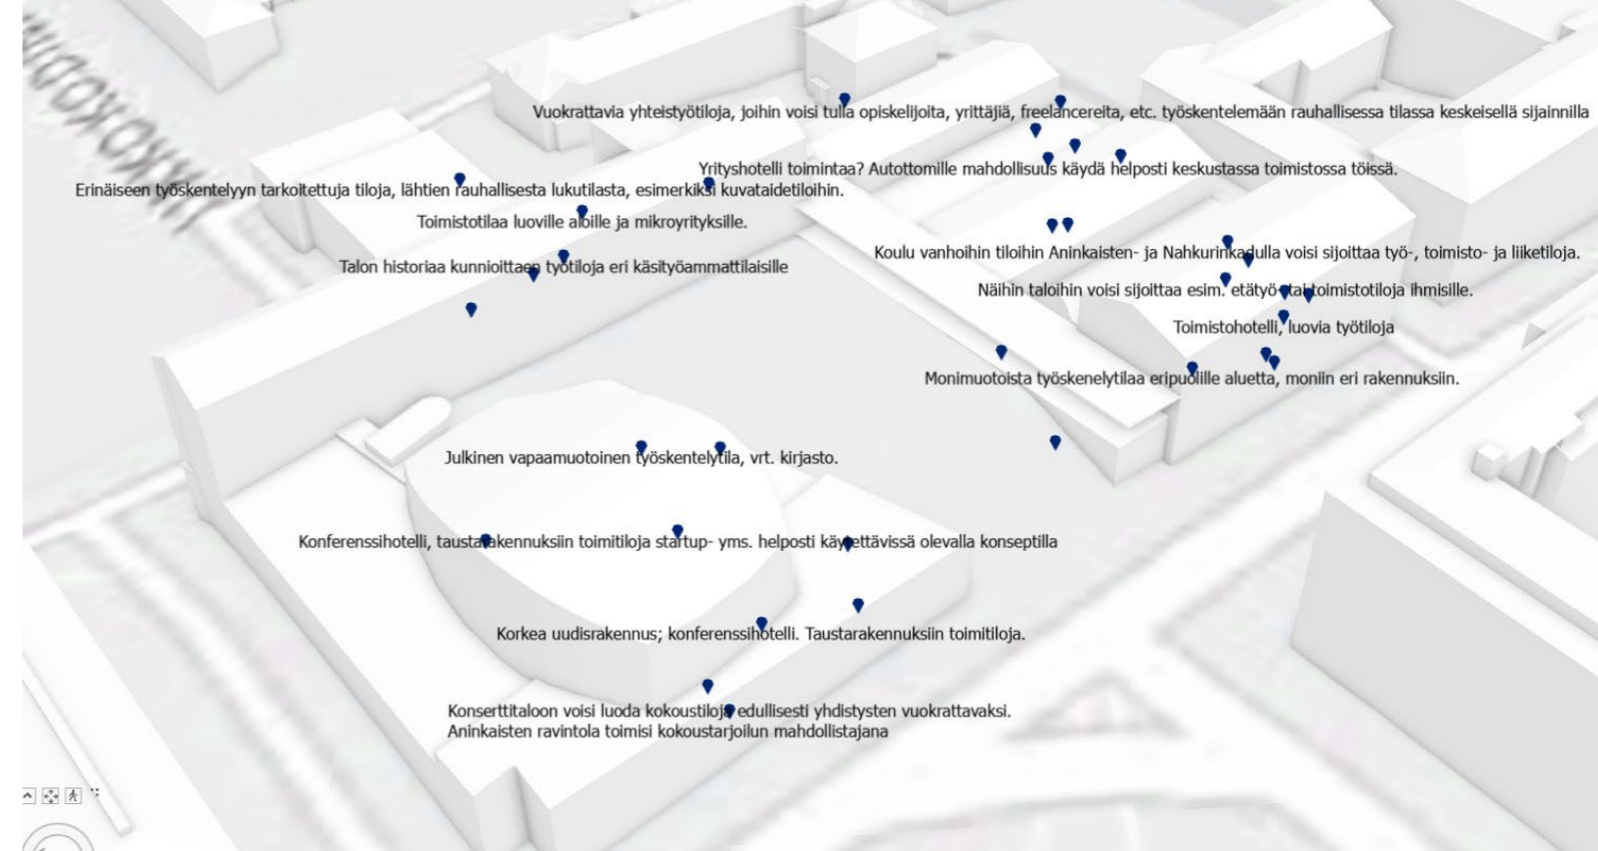 Vuokrattavia yhteistyötiloja, joihin voisi tulla opiskelijoita, yrittäjiä, freelancereita, etc. työskentelemään rauhallisessa tilassa keskeisellä sijainnilla
Yrityshotelli toimintaa? Autottomille mahdollisuus käydä helposti keskustassa toimistossa töissä.
Erinäiseen työskentelyyn tarkoitettuja tiloja, lähtien rauhallisesta lukutilasta, esimerkiksi kuvataidetiloihin.
Toimistotilaa luoville aloille ja mikroyrityksille.
Koulu vanhoihin tiloihin Aninkaisten- ja Nahkurinkadulla voisi sijoittaa työ-, toimisto- ja liiketiloja.
Talon historiaa kunnioittaen työtiloja eri käsityöammattilaisille
Näihin taloihin voisi sijoittaa esim. etätyö- tai toimistotiloja ihmisille.
Toimistohotelli, luovia työtiloja
Monimuotoista työskenelytilaa eripuolille aluetta, moniin eri rakennuksiin.
Julkinen vapaamuotoinen työskentelytila, vrt. kirjasto.
Konferenssihotelli, taustarakennuksiin toimitiloja startup- yms. helposti käytettävissä olevalla konseptilla
Korkea uudisrakennus; konferenssihotelli. Taustarakennuksiin toimitiloja.
Konserttitaloon voisi luoda kokoustiloja edullisesti yhdistysten vuokrattavaksi.
Aninkaisten ravintola toimisi kokoustarjoilun mahdollistajana